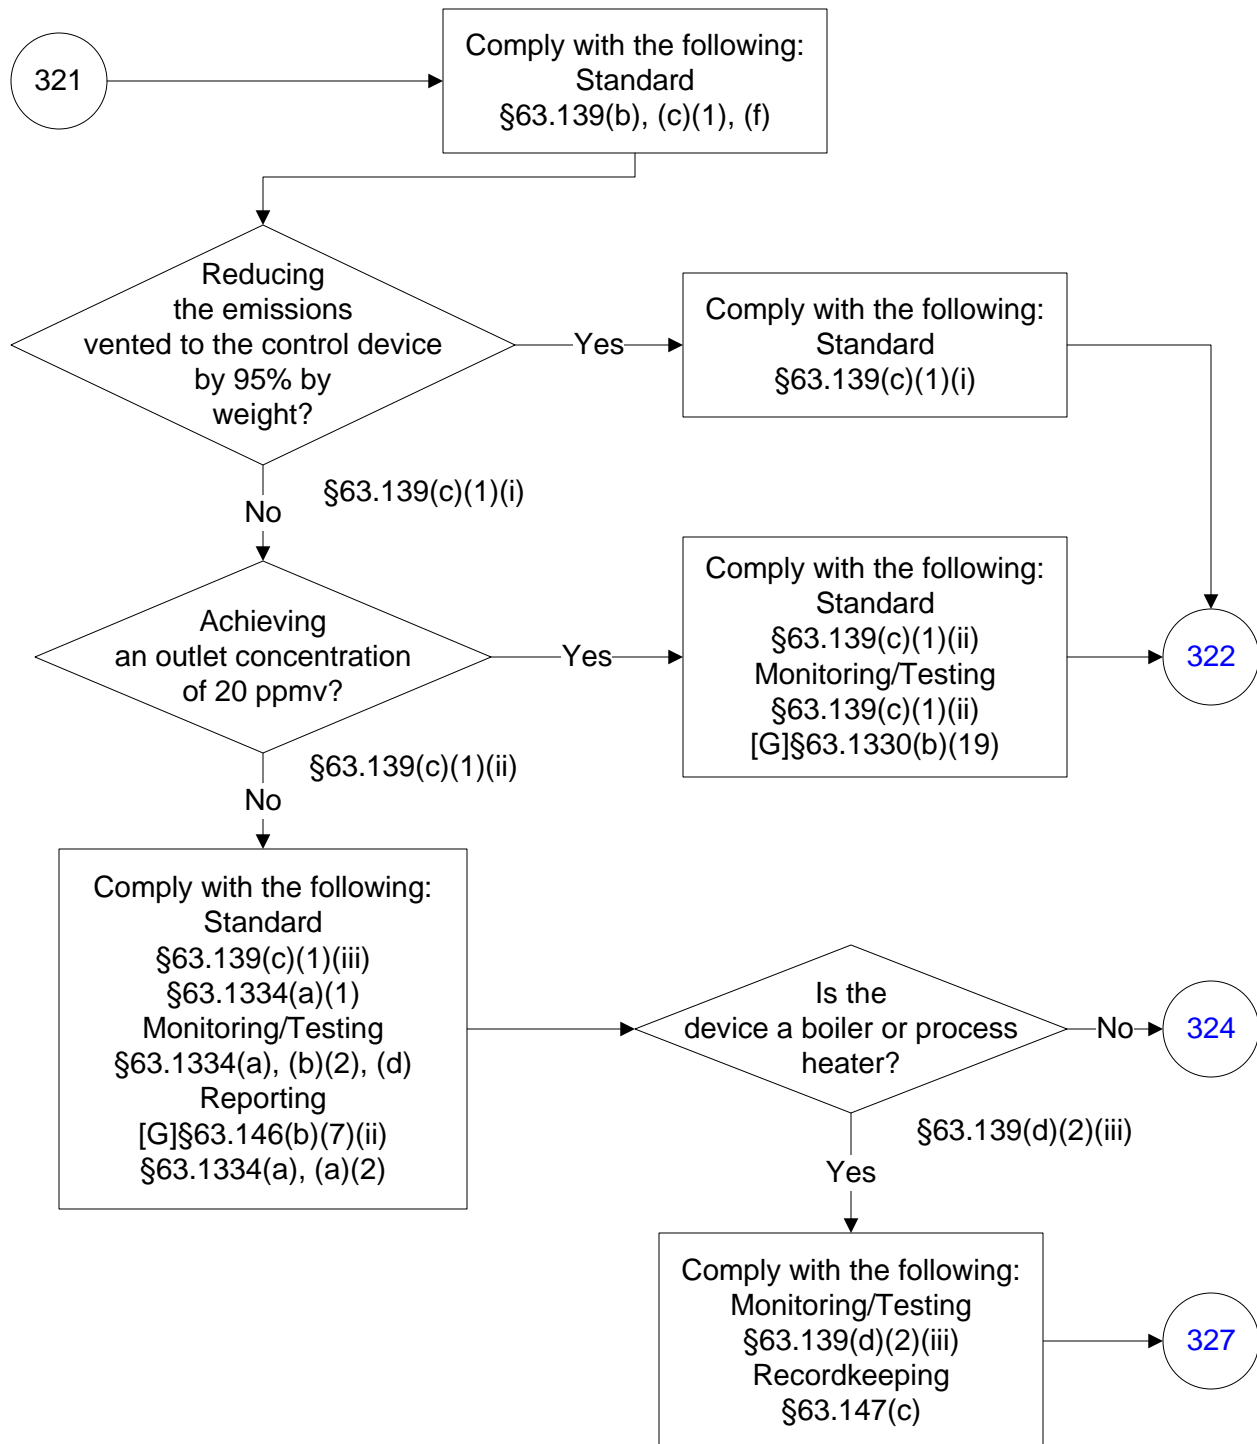 321
Comply with the following:
Standard
§63.139(b), (c)(1), (f)
Reducing
the emissions
vented to the control device
by 95% by
weight?
Yes
Comply with the following:
Standard
§63.139(c)(1)(i)
No
§63.139(c)(1)(i)
Achieving
an outlet concentration
of 20 ppmv?
Yes
Comply with the following:
Standard
§63.139(c)(1)(ii)
Monitoring/Testing
§63.139(c)(1)(ii)
[G]§63.1330(b)(19)
322
§63.139(c)(1)(ii)
No
Comply with the following:
Standard
§63.139(c)(1)(iii)
§63.1334(a)(1)
Monitoring/Testing
§63.1334(a), (b)(2), (d)
Reporting
[G]§63.146(b)(7)(ii)
§63.1334(a), (a)(2)
Is the
device a boiler or process
heater?
No
324
§63.139(d)(2)(iii)
Yes
Comply with the following:
Monitoring/Testing
§63.139(d)(2)(iii)
Recordkeeping
§63.147(c)
327